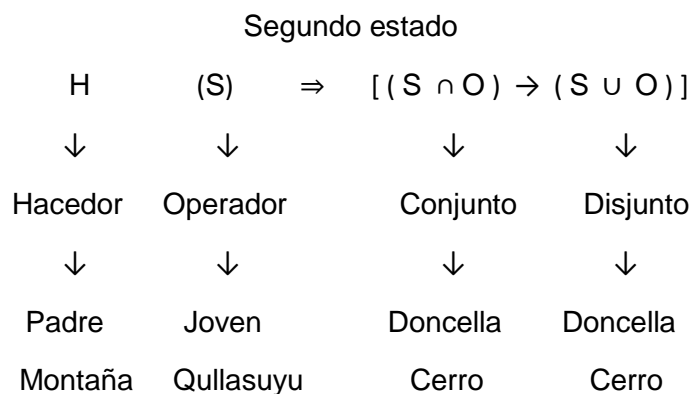 Segundo estado
H (S) ⇒ [ ( S ∩ O ) → ( S ∪ O ) ]
↓ ↓ ↓ ↓
Hacedor Operador Conjunto Disjunto
↓ ↓ ↓ ↓
Padre Joven Doncella Doncella
Montaña Qullasuyu Cerro Cerro